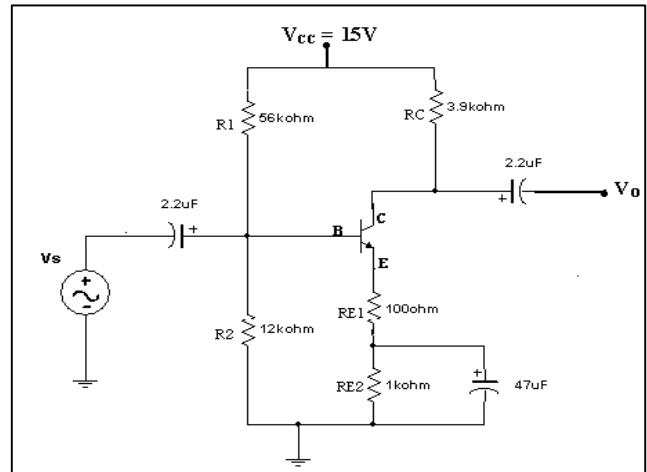 VCC = 15V
R1
56kohm
RC
3.9kohm
2.2uF
+
Vo
2.2uF
+
C
B
E
Vs
+
RE1
100ohm
R2
12kohm
RE2
1kohm
+
47uF